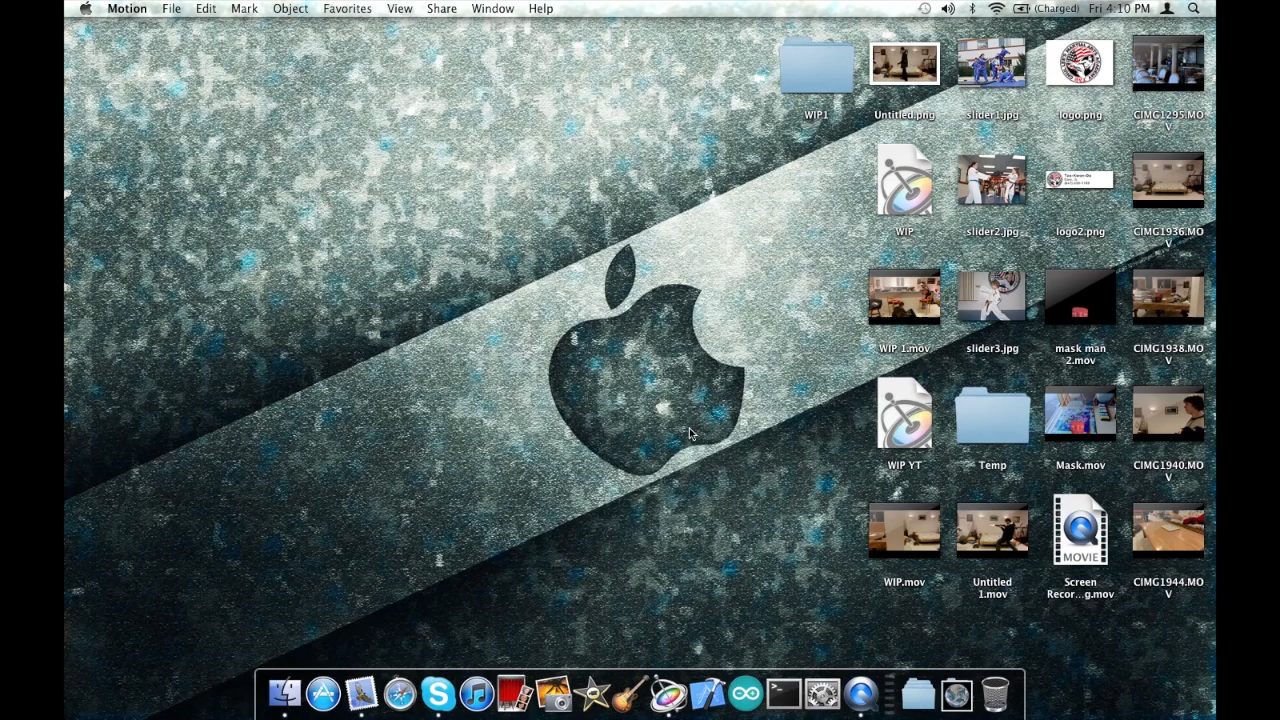 Motion File Edit Mark Object Favorites View Share Window Help (Charged) Fri 4:10 PM
WIP1 Untitled.png slider1.jpg logo.png CIMG1295.MO
V
WIP slider2.jpg logo2.png CIMG1936.MO
V
WIP 1.mov slider3.jpg mask man CIMG1938.MO
2.mov V
WIP YT Temp Mask.mov CIMG1940.MO
V
MOVIE
WIP.mov Untitled Screen CIMG1944.MO
1.mov Recor...g.mov V